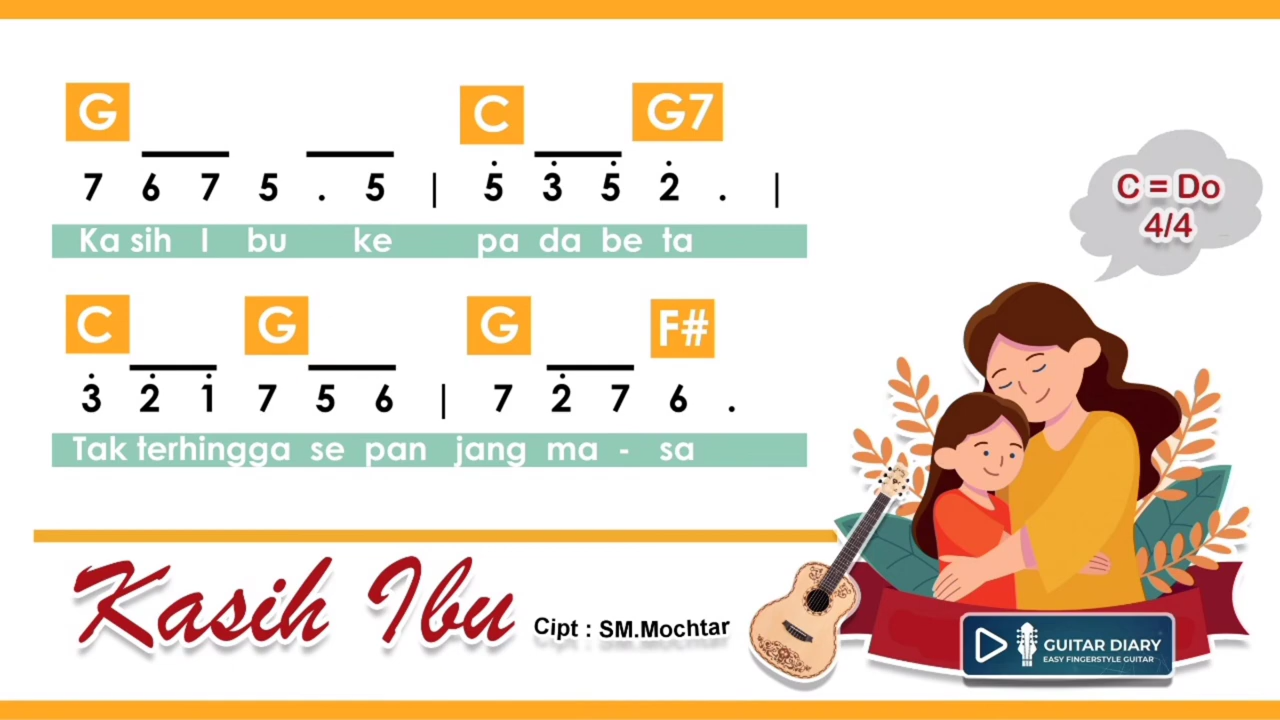 G C G7
7 6 7 5 . 5 | 5̇ 3̇ 5̇ 2̇ . |
Ka sih I bu ke pa da be ta
C G G F#
3̇ 2̇ 1̇ 7 5 6 | 7 2̇ 7 6 .
Tak terhingga se pan jang ma - sa
C = Do
4/4
Kasih Ibu
Cipt : SM.Mochtar
GUITAR DIARY
EASY FINGERSTYLE GUITAR